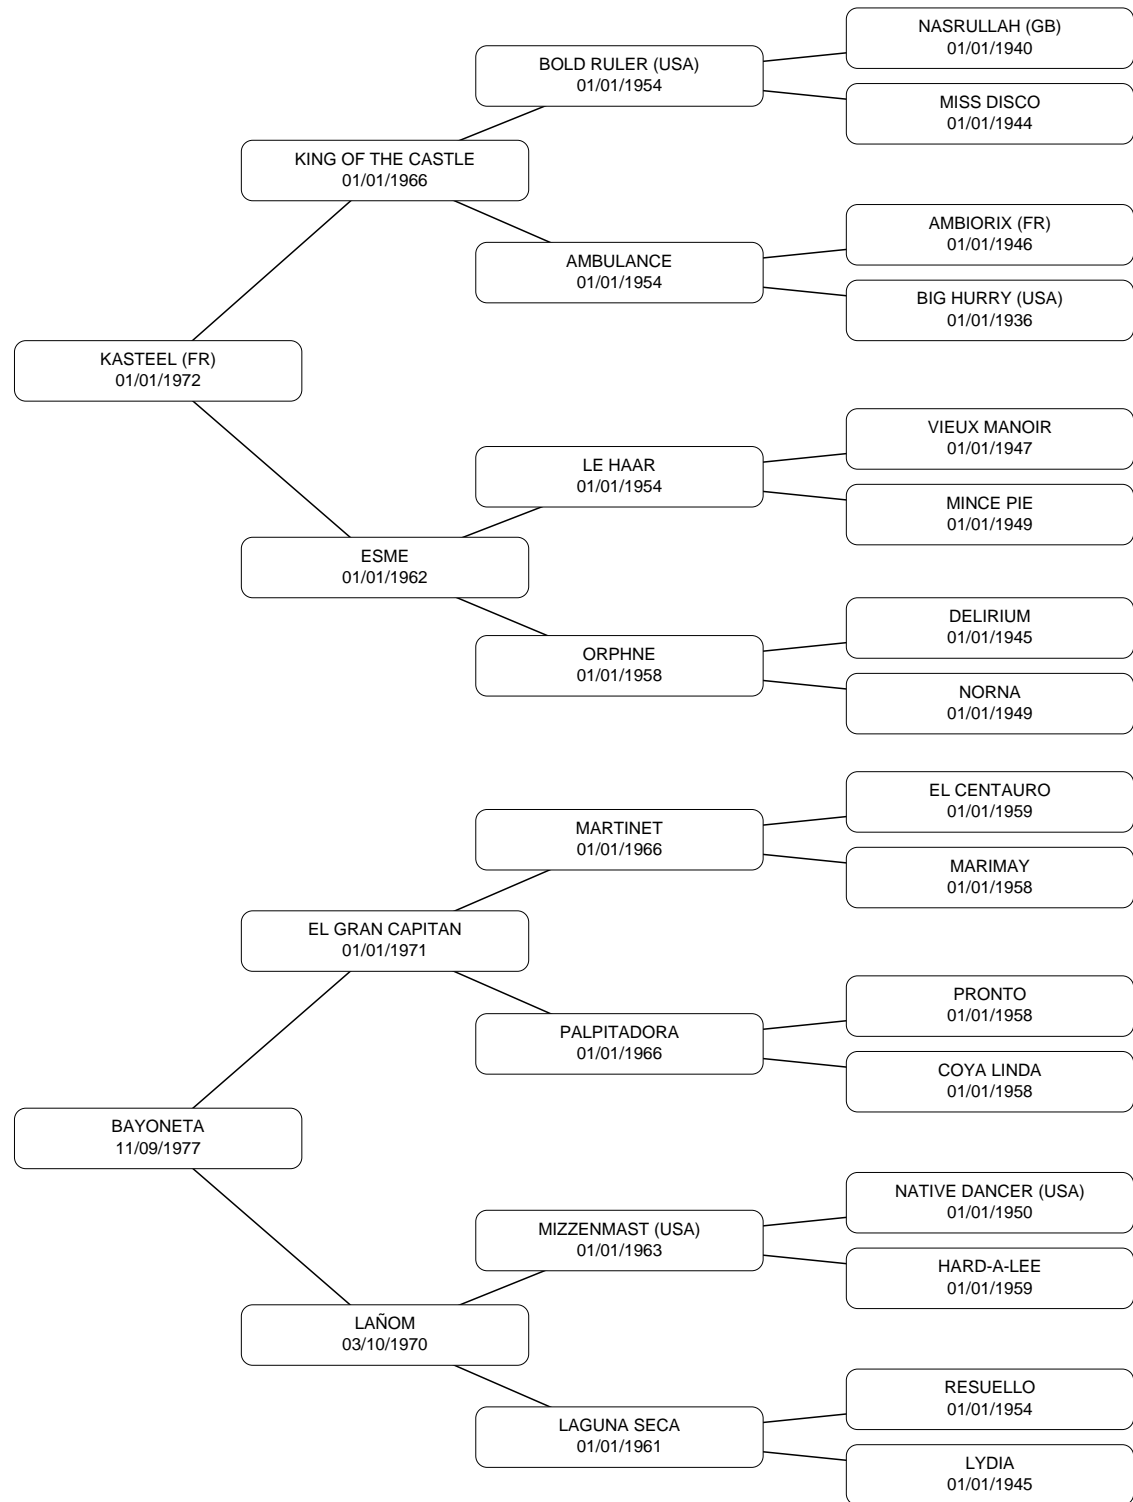 NASRULLAH (GB)
01/01/1940
BOLD RULER (USA)
01/01/1954
MISS DISCO
01/01/1944
KING OF THE CASTLE
01/01/1966
AMBIORIX (FR)
01/01/1946
AMBULANCE
01/01/1954
BIG HURRY (USA)
01/01/1936
KASTEEL (FR)
01/01/1972
VIEUX MANOIR
01/01/1947
LE HAAR
01/01/1954
MINCE PIE
01/01/1949
ESME
01/01/1962
DELIRIUM
01/01/1945
ORPHNE
01/01/1958
NORNA
01/01/1949
EL CENTAURO
01/01/1959
MARTINET
01/01/1966
MARIMAY
01/01/1958
EL GRAN CAPITAN
01/01/1971
PRONTO
01/01/1958
PALPITADORA
01/01/1966
COYA LINDA
01/01/1958
BAYONETA
11/09/1977
NATIVE DANCER (USA)
01/01/1950
MIZZENMAST (USA)
01/01/1963
HARD-A-LEE
01/01/1959
LAÑOM
03/10/1970
RESUELLO
01/01/1954
LAGUNA SECA
01/01/1961
LYDIA
01/01/1945